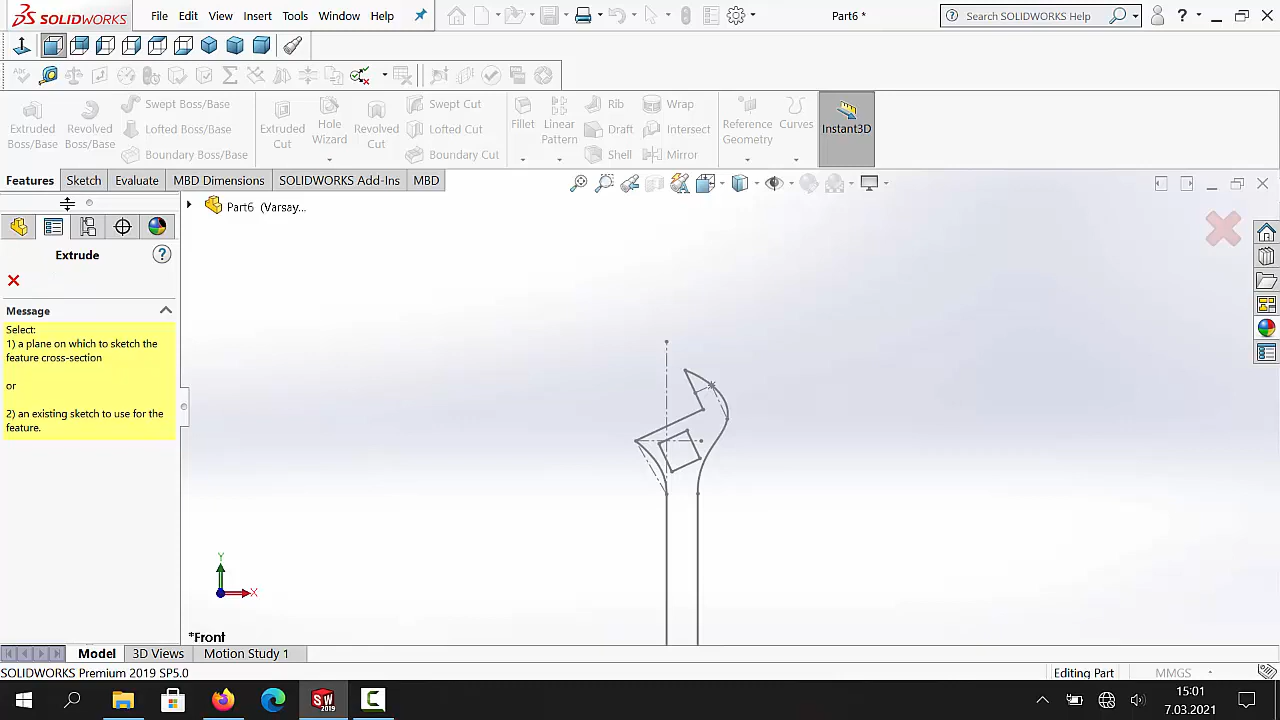 SOLIDWORKS
File Edit View Insert Tools Window Help
Part6 *
Search SOLIDWORKS Help
Extruded Boss/Base
Revolved Boss/Base
Swept Boss/Base
Lofted Boss/Base
Boundary Boss/Base
Extruded Cut
Hole Wizard
Revolved Cut
Swept Cut
Lofted Cut
Boundary Cut
Fillet
Linear Pattern
Rib
Draft
Shell
Wrap
Intersect
Mirror
Reference Geometry
Curves
Instant3D
Features Sketch Evaluate MBD Dimensions SOLIDWORKS Add-Ins MBD
Part6 (Varsay...
Extrude
Message
Select:
1) a plane on which to sketch the
feature cross-section
or
2) an existing sketch to use for the
feature.
Y
X
*Front
Model 3D Views Motion Study 1
SOLIDWORKS Premium 2019 SP5.0
Editing Part
MMGS
SW
2019
15:01
7.03.2021